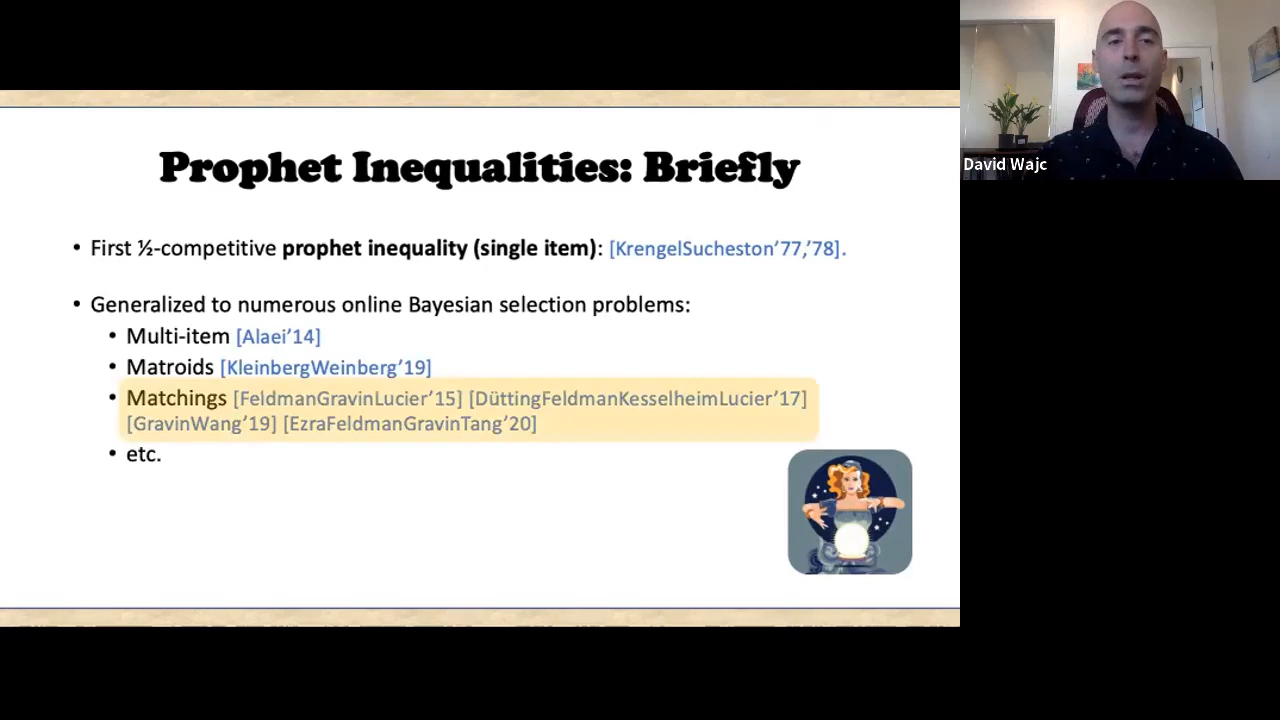 Prophet Inequalities: Briefly
• First ½-competitive prophet inequality (single item): [KrengelSucheston’77,’78].
• Generalized to numerous online Bayesian selection problems:
• Multi-item [Alaei’14]
• Matroids [KleinbergWeinberg’19]
• Matchings [FeldmanGravinLucier’15] [DüttingFeldmanKesselheimLucier’17]
[GravinWang’19] [EzraFeldmanGravinTang’20]
• etc.
David Wajc